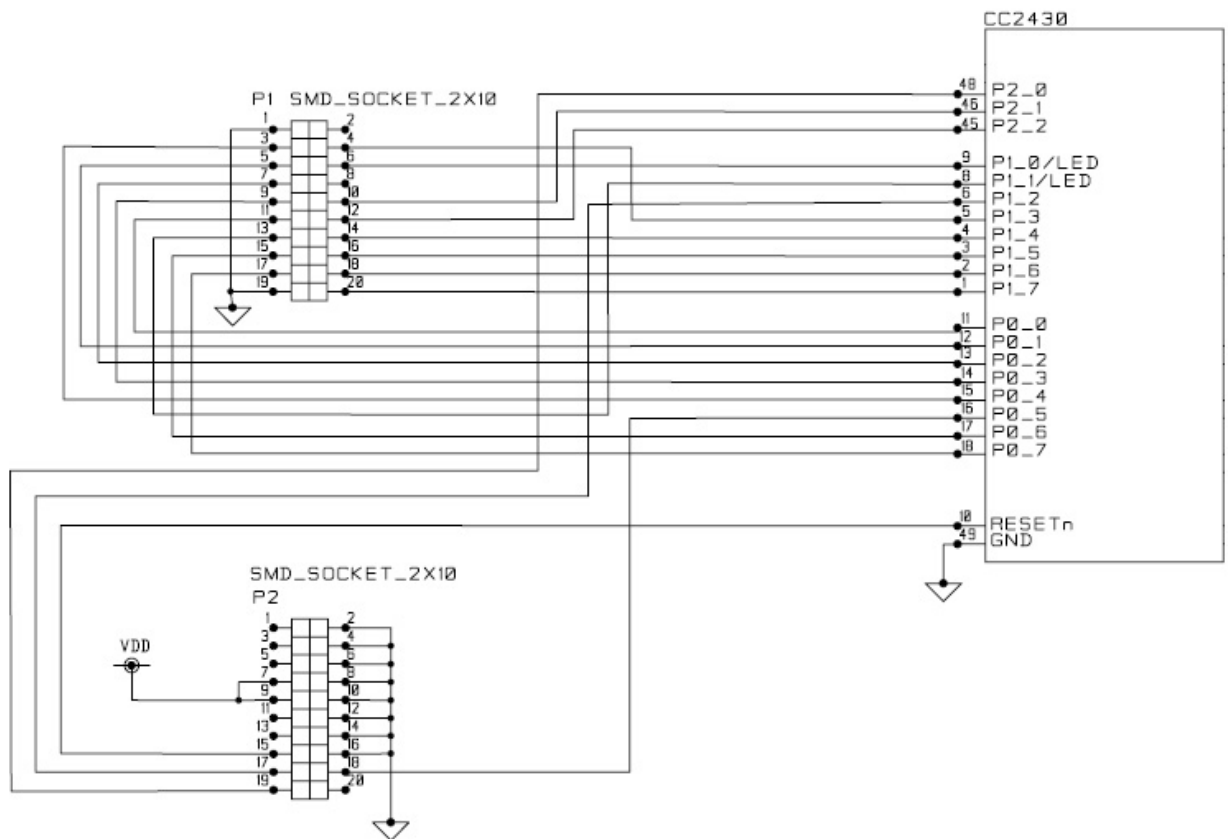 CC2430
P1 SMD_SOCKET_2X10
1 2
3 4
5 6
7 8
9 10
11 12
13 14
15 16
17 18
19 20
48 P2_0
46 P2_1
45 P2_2
9 P1_0/LED
8 P1_1/LED
6 P1_2
5 P1_3
4 P1_4
3 P1_5
2 P1_6
1 P1_7
11 P0_0
12 P0_1
13 P0_2
14 P0_3
15 P0_4
16 P0_5
17 P0_6
18 P0_7
10 RESETn
49 GND
SMD_SOCKET_2X10
P2
VDD
1 2
3 4
5 6
7 8
9 10
11 12
13 14
15 16
17 18
19 20